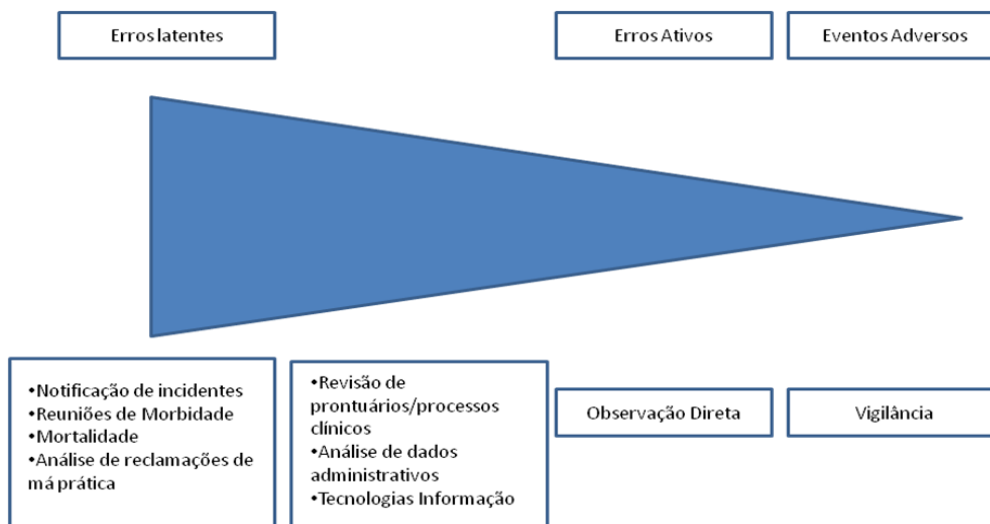 Erros latentes
Erros Ativos
Eventos Adversos
•Notificação de incidentes
•Reuniões de Morbidade
•Mortalidade
•Análise de reclamações de
má prática
•Revisão de
prontuários/processos
clínicos
•Análise de dados
administrativos
•Tecnologias Informação
Observação Direta
Vigilância